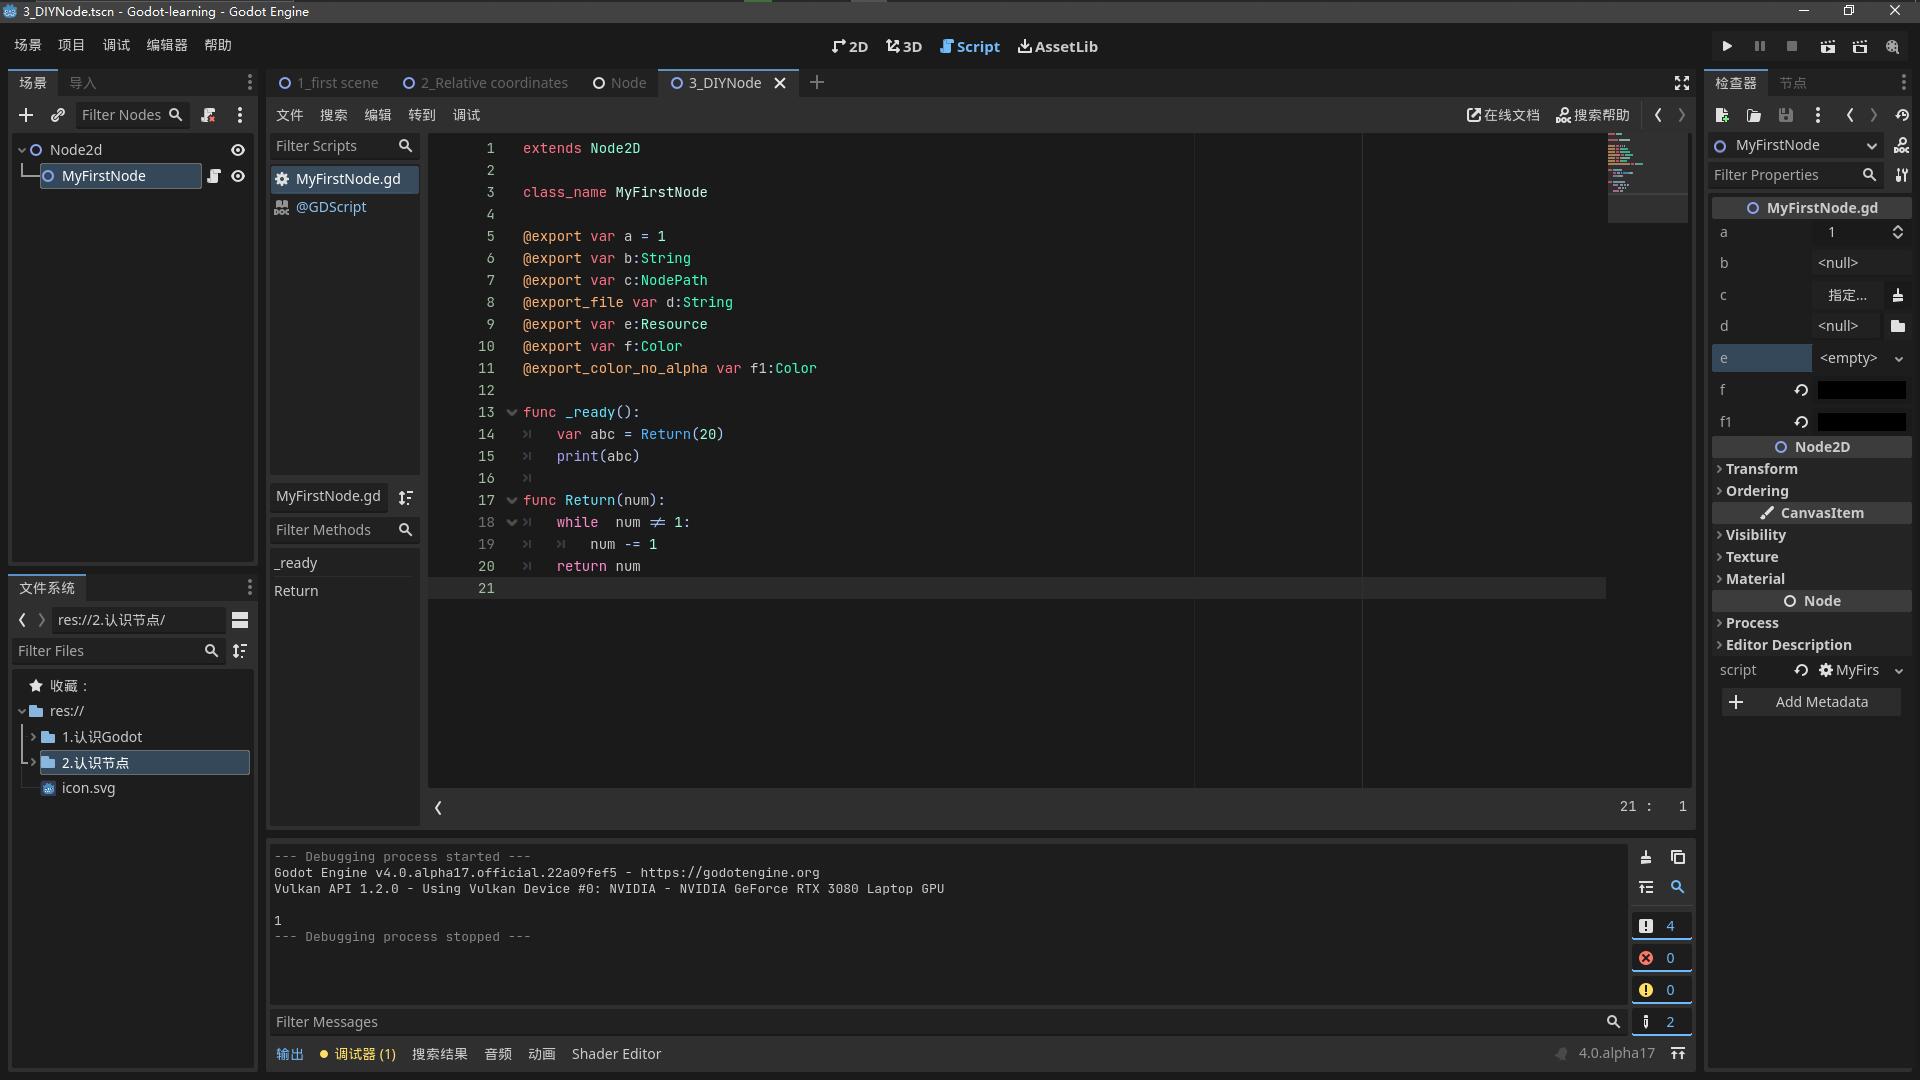 3_DIYNode.tscn - Godot-learning - Godot Engine
场景 项目 调试 编辑器 帮助
2D 3D Script AssetLib
场景 导入
Filter Nodes
Node2d
MyFirstNode
1_first scene 2_Relative coordinates Node 3_DIYNode
文件 搜索 编辑 转到 调试
在线文档 搜索帮助
Filter Scripts
MyFirstNode.gd
@GDScript
MyFirstNode.gd
Filter Methods
_ready
Return
1 extends Node2D
2
3 class_name MyFirstNode
4
5 @export var a = 1
6 @export var b:String
7 @export var c:NodePath
8 @export_file var d:String
9 @export var e:Resource
10 @export var f:Color
11 @export_color_no_alpha var f1:Color
12
13 func _ready():
14 var abc = Return(20)
15 print(abc)
16
17 func Return(num):
18 while  num ≠ 1:
19 num -= 1
20 return num
21
21 : 1
文件系统
res://2.认识节点/
Filter Files
收藏：
res://
1.认识Godot
2.认识节点
icon.svg
--- Debugging process started ---
Godot Engine v4.0.alpha17.official.22a09fef5 - https://godotengine.org
Vulkan API 1.2.0 - Using Vulkan Device #0: NVIDIA - NVIDIA GeForce RTX 3080 Laptop GPU
1
--- Debugging process stopped ---
4
0
0
2
Filter Messages
输出 调试器 (1) 搜索结果 音频 动画 Shader Editor
4.0.alpha17
检查器 节点
MyFirstNode
DOC
Filter Properties
MyFirstNode.gd
a 1
b <null>
c 指定...
d <null>
e <empty>
f
f1
Node2D
Transform
Ordering
CanvasItem
Visibility
Texture
Material
Node
Process
Editor Description
script MyFirs
Add Metadata